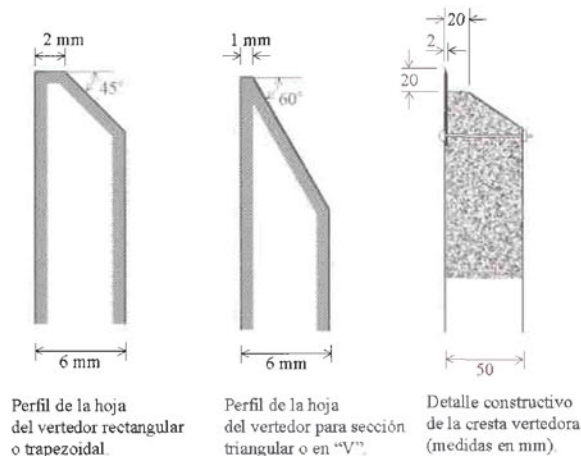 2 mm
45°
6 mm
Perfil de la hoja
del vertedor rectangular
o trapezoidal.
1 mm
60°
6 mm
Perfil de la hoja
del vertedor para sección
triangular o en “V”.
20
2
20
50
Detalle constructivo
de la cresta vertedora
(medidas en mm).